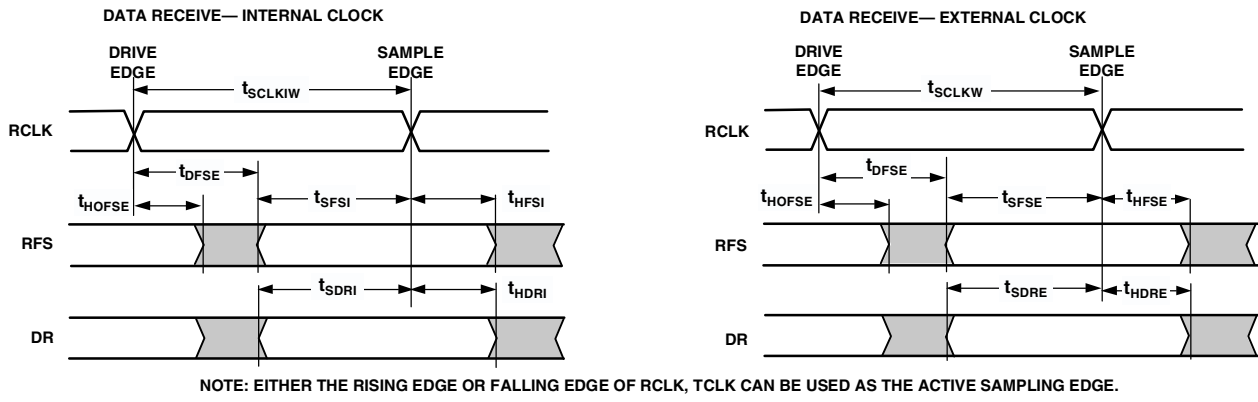 DATA RECEIVE— INTERNAL CLOCK
DRIVE
EDGE
SAMPLE
EDGE
tSCLKIW
RCLK
tDFSE
tHOFSE
tSFSI
tHFSI
RFS
tSDRI
tHDRI
DR
DATA RECEIVE— EXTERNAL CLOCK
DRIVE
EDGE
SAMPLE
EDGE
tSCLKW
RCLK
tDFSE
tHOFSE
tSFSE
tHFSE
RFS
tSDRE
tHDRE
DR
NOTE: EITHER THE RISING EDGE OR FALLING EDGE OF RCLK, TCLK CAN BE USED AS THE ACTIVE SAMPLING EDGE.